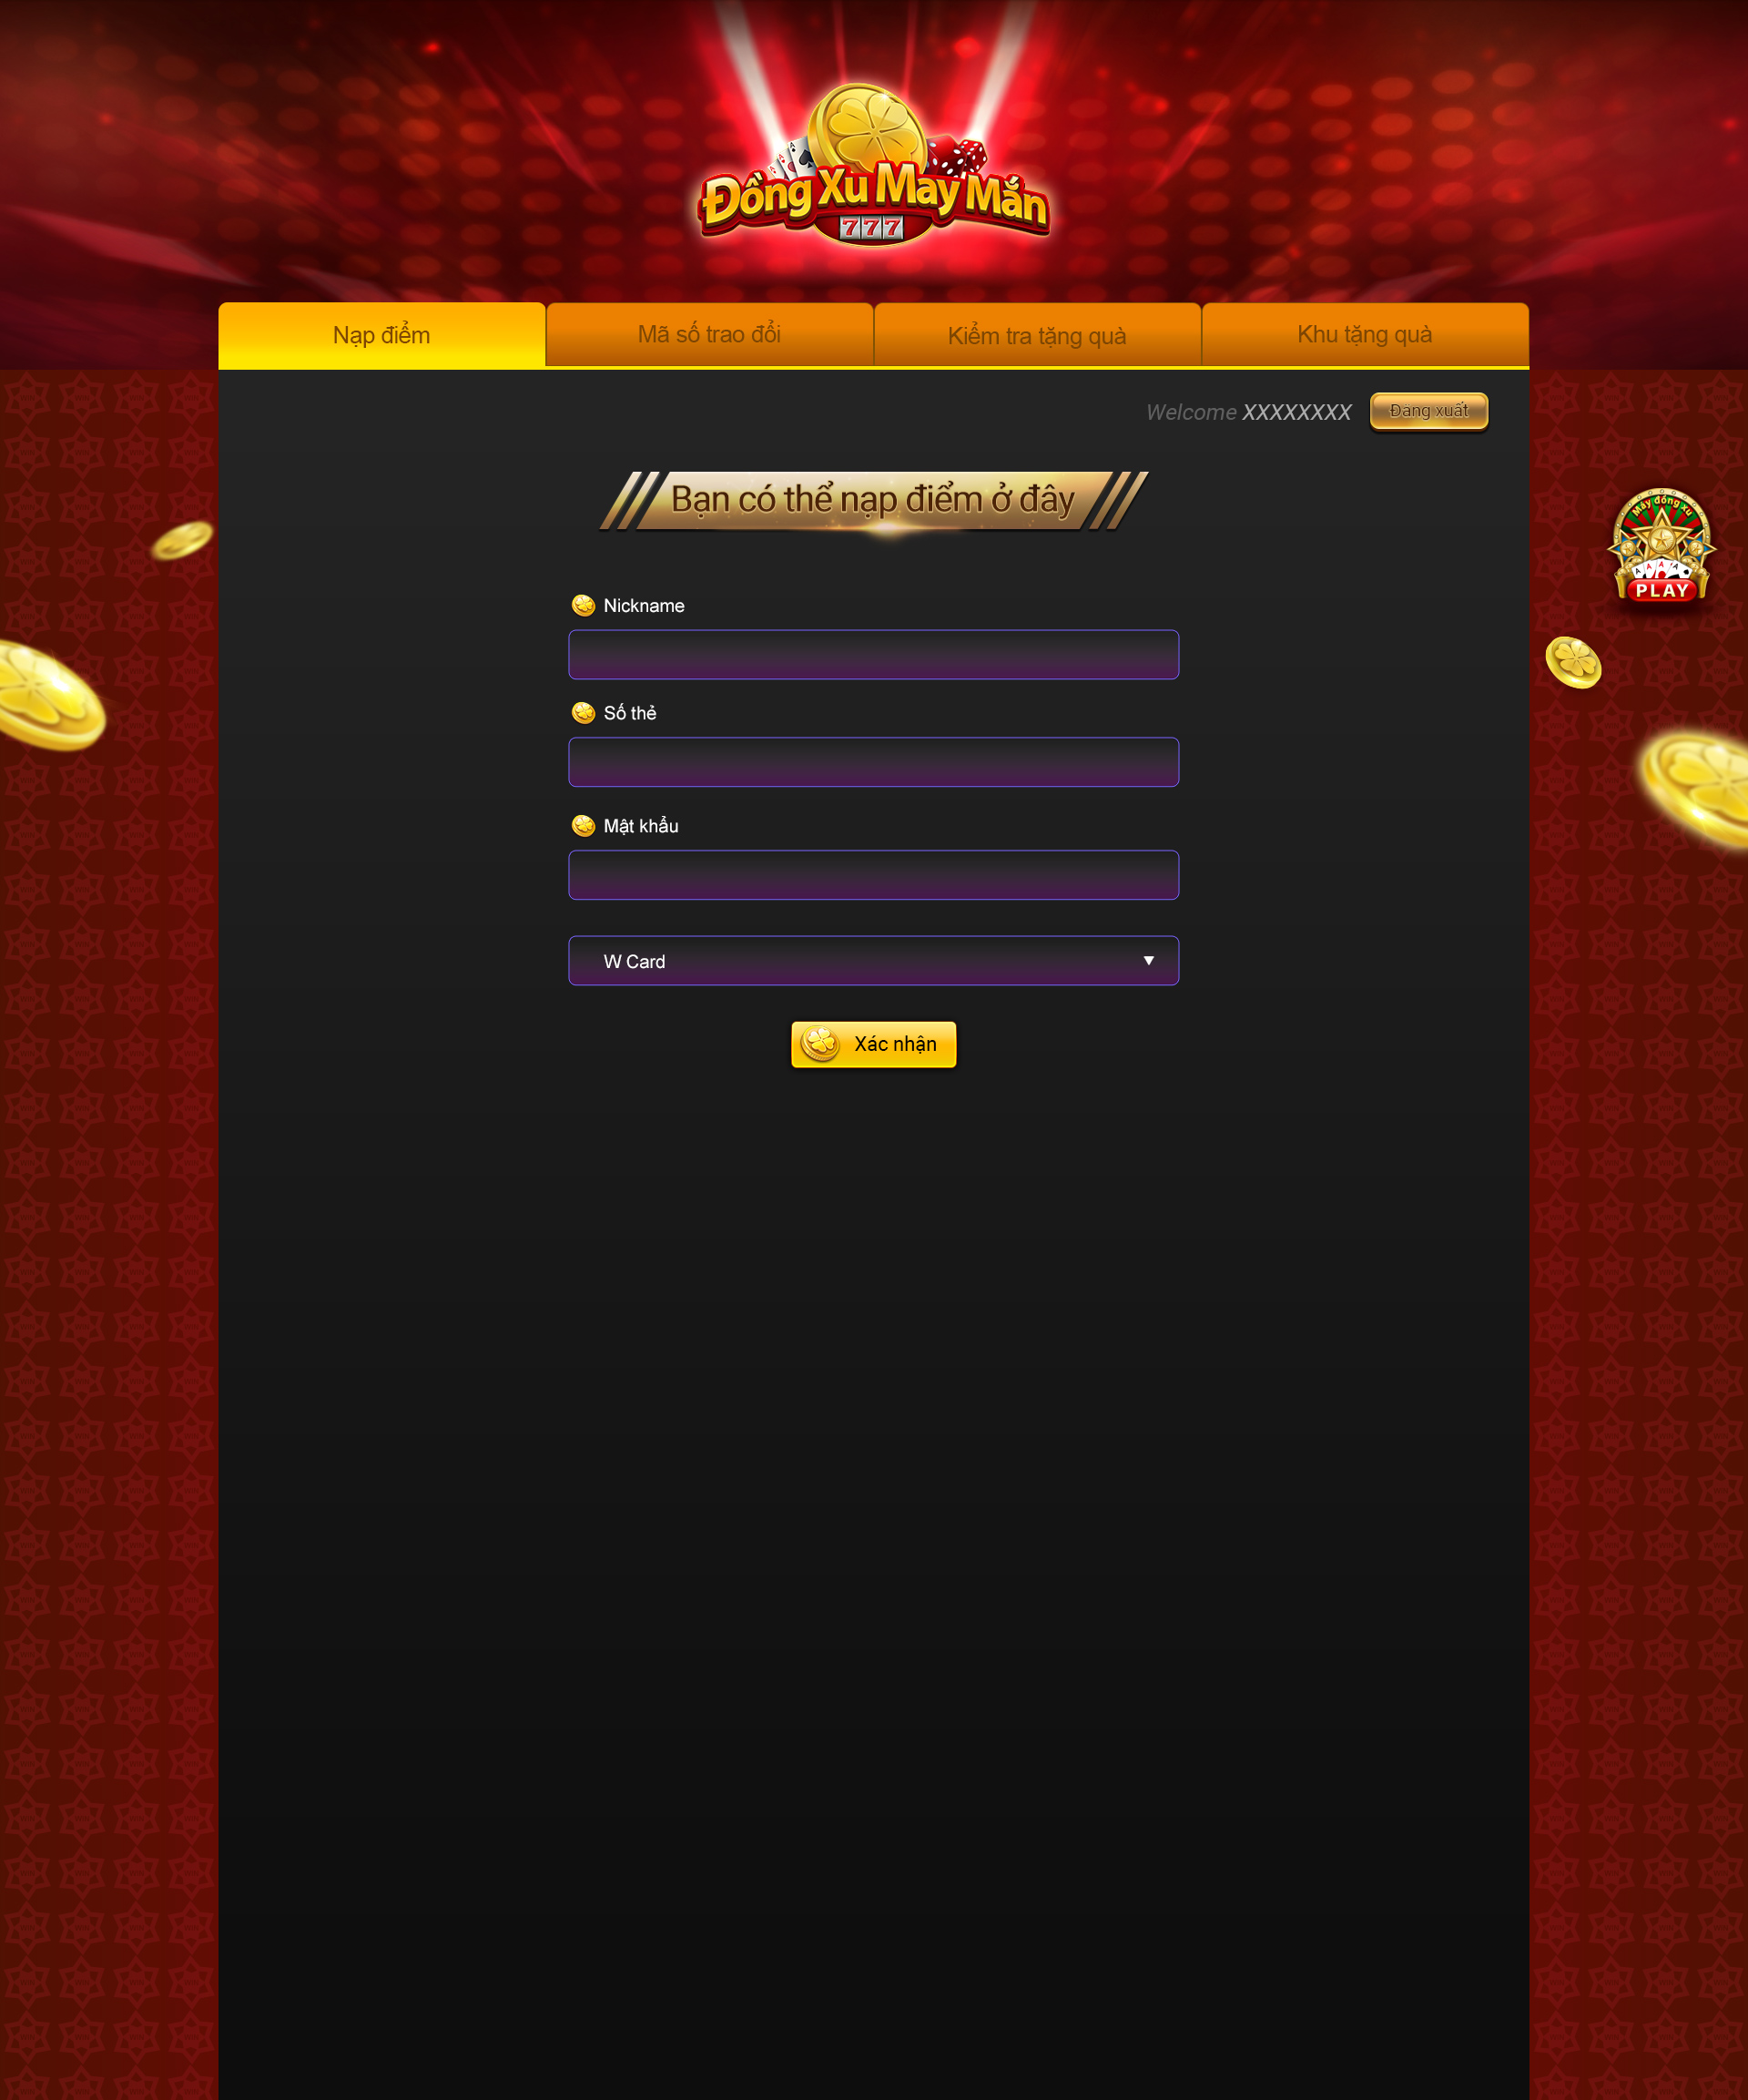 Đồng Xu May Mắn
777
Nạp điểm
Mã số trao đổi
Kiểm tra tặng quà
Khu tặng quà
Welcome XXXXXXXX
Đăng xuất
Bạn có thể nạp điểm ở đây
Máy đồng xu
A A A A
PLAY
Nickname
Số thẻ
Mật khẩu
W Card
Xác nhận